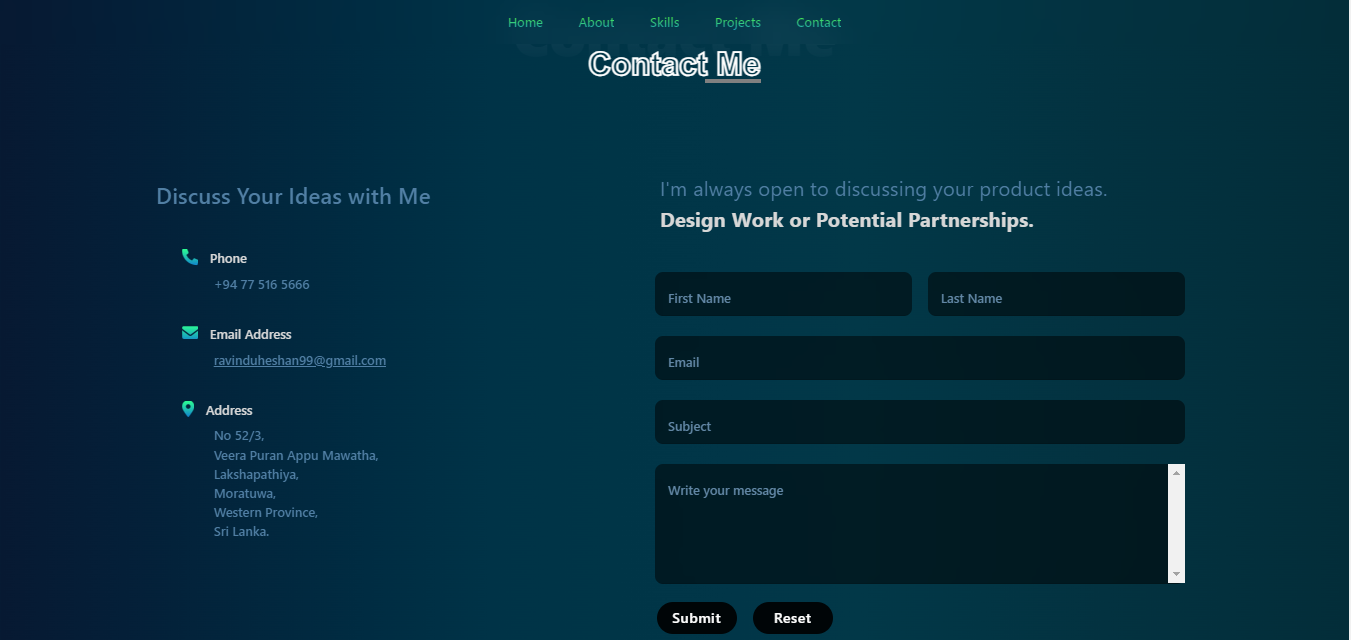 Home About Skills Projects Contact
Contact Me
Discuss Your Ideas with Me
Phone
+94 77 516 5666
Email Address
ravinduheshan99@gmail.com
Address
No 52/3,
Veera Puran Appu Mawatha,
Lakshapathiya,
Moratuwa,
Western Province,
Sri Lanka.
I'm always open to discussing your product ideas.
Design Work or Potential Partnerships.
First Name Last Name
Email
Subject
Write your message
Submit Reset